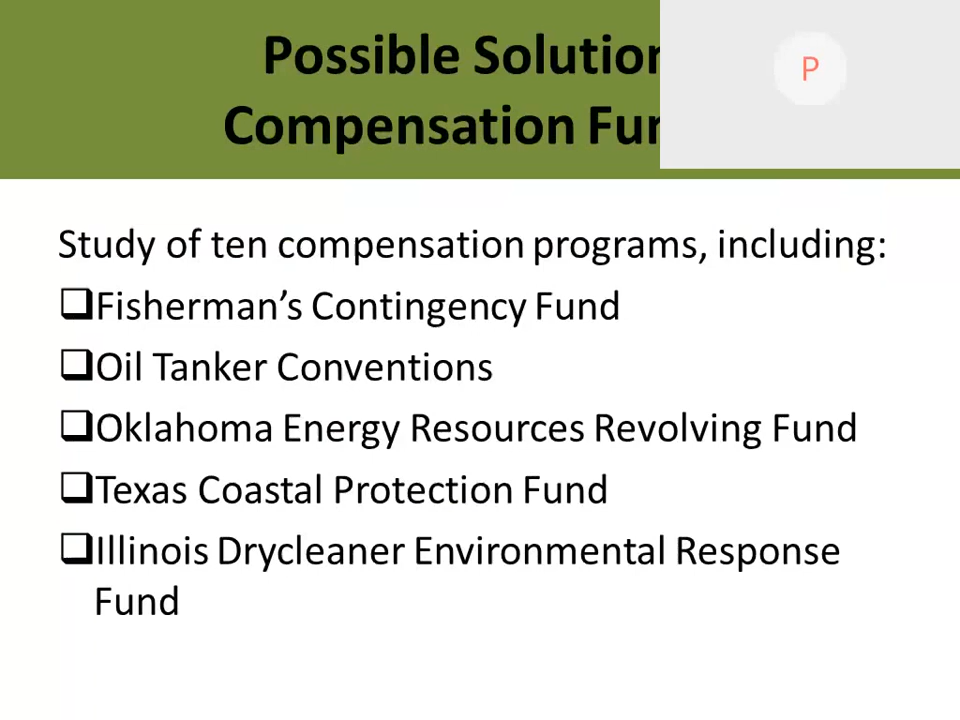 Possible Solution
Compensation Fun
P
Study of ten compensation programs, including:
❑Fisherman’s Contingency Fund
❑Oil Tanker Conventions
❑Oklahoma Energy Resources Revolving Fund
❑Texas Coastal Protection Fund
❑Illinois Drycleaner Environmental Response
Fund